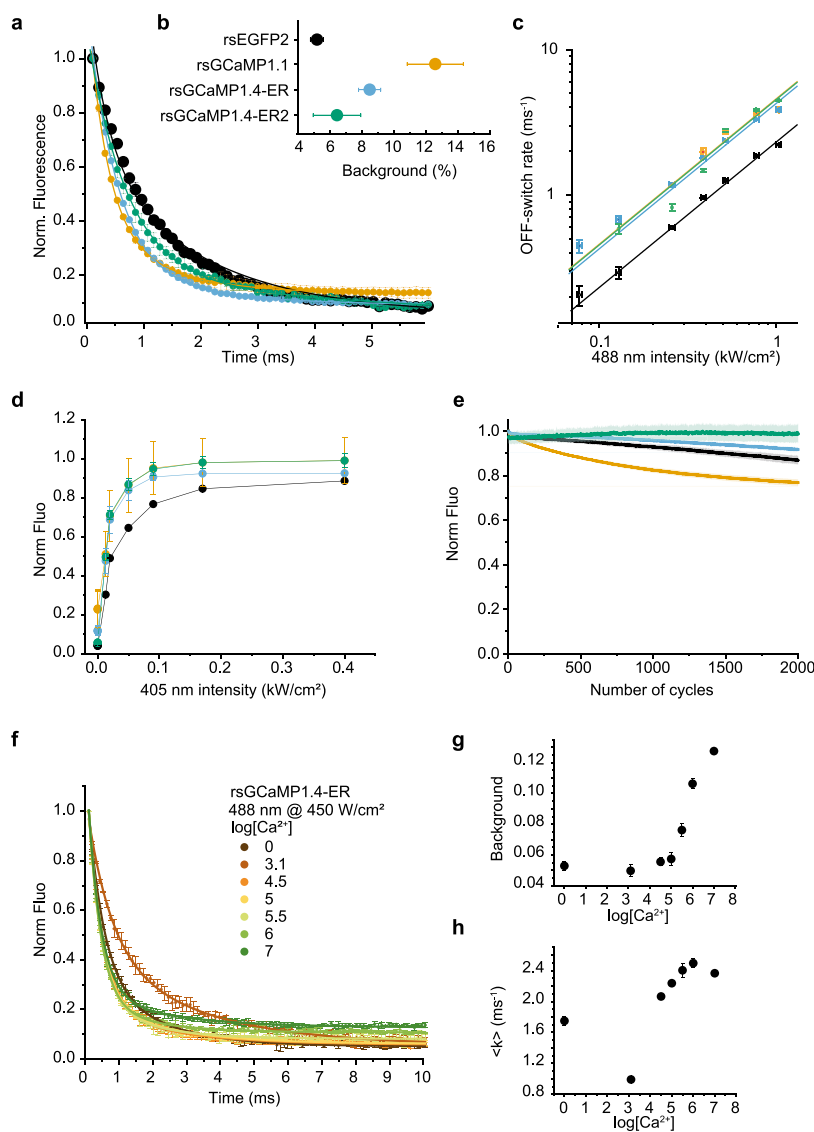 a
b
c
rsEGFP2
rsGCaMP1.1
rsGCaMP1.4-ER
rsGCaMP1.4-ER2
4 6 8 10 12 14 16
Background (%)
1.0
0.8
0.6
0.4
0.2
0.0
Norm. Fluorescence
0 1 2 3 4 5
Time (ms)
10
1
OFF-switch rate (ms⁻¹)
0.1 1
488 nm intensity (kW/cm²)
d
1.2
1.0
0.8
0.6
0.4
0.2
0.0
Norm Fluo
0.0 0.1 0.2 0.3 0.4
405 nm intensity (kW/cm²)
e
1.0
0.8
0.6
0.4
0.2
0.0
Norm Fluo
0 500 1000 1500 2000
Number of cycles
f
rsGCaMP1.4-ER
488 nm @ 450 W/cm²
log[Ca²⁺]
0
3.1
4.5
5
5.5
6
7
1.0
0.8
0.6
0.4
0.2
0.0
Norm Fluo
0 1 2 3 4 5 6 7 8 9 10
Time (ms)
g
0.12
0.10
0.08
0.06
0.04
Background
0 1 2 3 4 5 6 7 8
log[Ca²⁺]
h
2.4
2.0
1.6
1.2
0.8
<k> (ms⁻¹)
0 1 2 3 4 5 6 7 8
log[Ca²⁺]